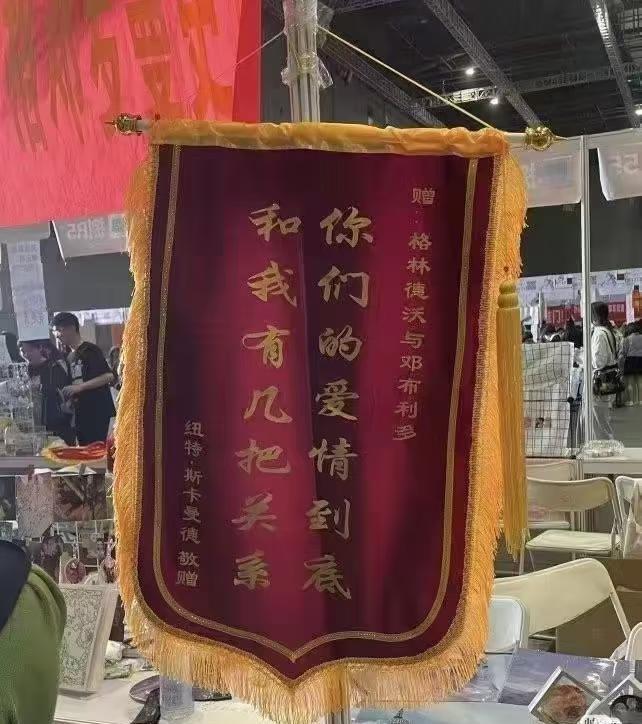 赠：格林德沃与邓布利多
你们的爱情到底
和我有几把关系
纽特·斯卡曼德 敬赠